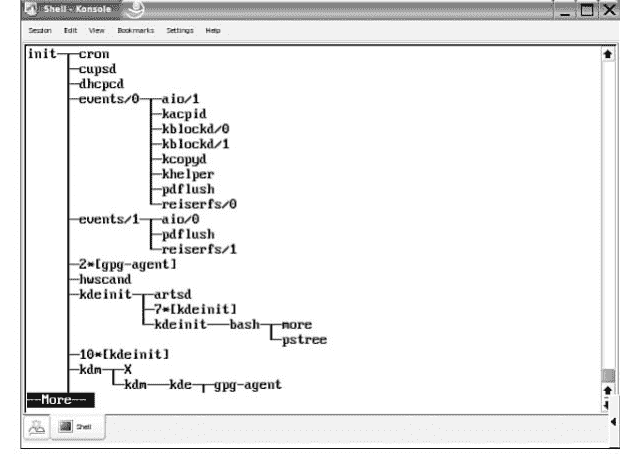 Shell - Konsole
Session Edit View Bookmarks Settings Help
init─┬─cron
     ├─cupsd
     ├─dhcpcd
     ├─events/0─┬─aio/1
     │          ├─kacpid
     │          ├─kblockd/0
     │          ├─kblockd/1
     │          ├─kcopyd
     │          ├─khelper
     │          ├─pdflush
     │          └─reiserfs/0
     ├─events/1─┬─aio/0
     │          ├─pdflush
     │          └─reiserfs/1
     ├─2*[gpg-agent]
     ├─hwscand
     ├─kdeinit─┬─artsd
     │         ├─7*[kdeinit]
     │         └─kdeinit───bash─┬─more
     │                          └─pstree
     ├─10*[kdeinit]
     ├─kdm─┬─X
     │     └─kdm───kde─┬─gpg-agent
--More--
Shell